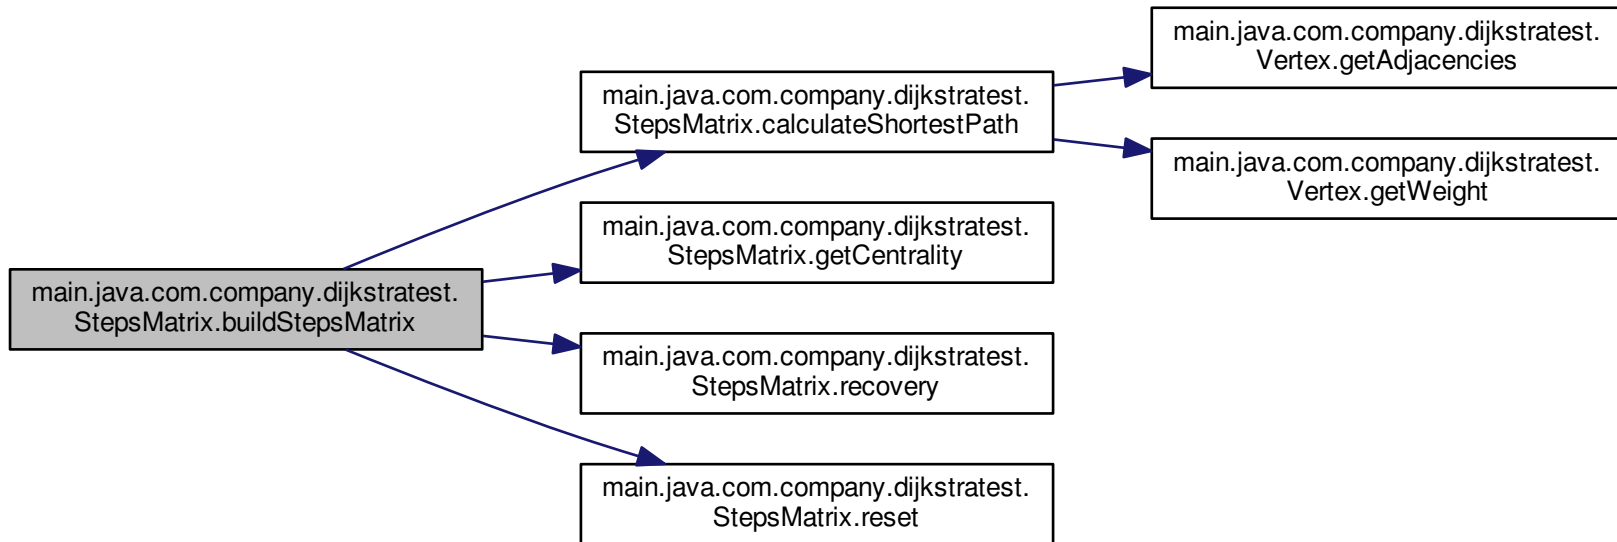 main.java.com.company.dijkstratest.
StepsMatrix.buildStepsMatrix
main.java.com.company.dijkstratest.
StepsMatrix.calculateShortestPath
main.java.com.company.dijkstratest.
StepsMatrix.getCentrality
main.java.com.company.dijkstratest.
StepsMatrix.recovery
main.java.com.company.dijkstratest.
StepsMatrix.reset
main.java.com.company.dijkstratest.
Vertex.getAdjacencies
main.java.com.company.dijkstratest.
Vertex.getWeight